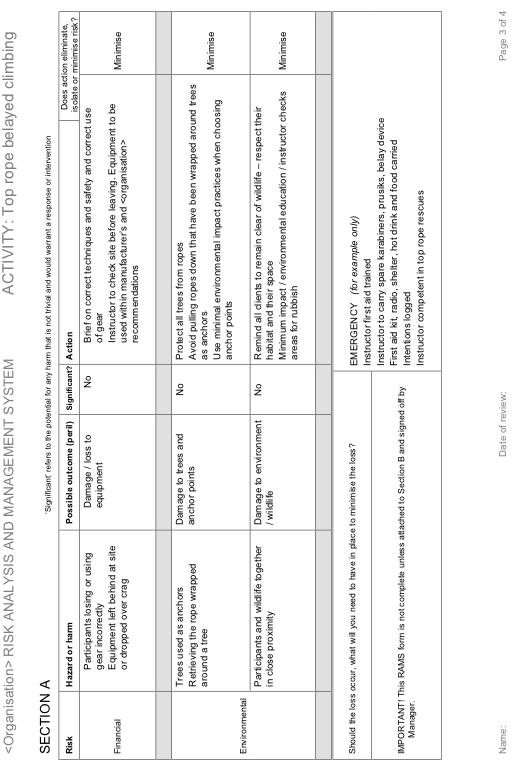 <Organisation> RISK ANALYSIS AND MANAGEMENT SYSTEM ACTIVITY: Top rope belayed climbing
SECTION A
'Significant' refers to the potential for any harm that is not trivial and would warrant a response or intervention
Risk
Hazard or harm
Possible outcome (peril)
Significant?
Action
Does action eliminate,
isolate or minimise risk?
Financial
Participants losing or using
gear incorrectly
Equipment left behind at site
or dropped over crag
Damage / loss to
equipment
No
Brief on correct techniques and safety and correct use
of gear
Instructor to check site before leaving. Equipment to be
used within manufacturer's and <organisation>
recommendations
Minimise
Environmental
Trees used as anchors
Retrieving the rope wrapped
around a tree
Damage to trees and
anchor points
No
Protect all trees from ropes
Avoid pulling ropes down that have been wrapped around trees
as anchors
Use minimal environmental impact practices when choosing
anchor points
Minimise
Participants and wildlife together
in close proximity
Damage to environment
/ wildlife
No
Remind all clients to remain clear of wildlife – respect their
habitat and their space
Minimum impact / environmental education / instructor checks
areas for rubbish
Minimise
Should the loss occur, what will you need to have in place to minimise the loss?
IMPORTANT! This RAMS form is not complete unless attached to Section B and signed off by
Manager.
EMERGENCY (for example only)
Instructor first aid trained
Instructor to carry spare karabiners, prusiks, belay device
First aid kit, radio, shelter, hot drink and food carried
Intentions logged
Instructor competent in top rope rescues
Name:
Date of review:
Page 3 of 4